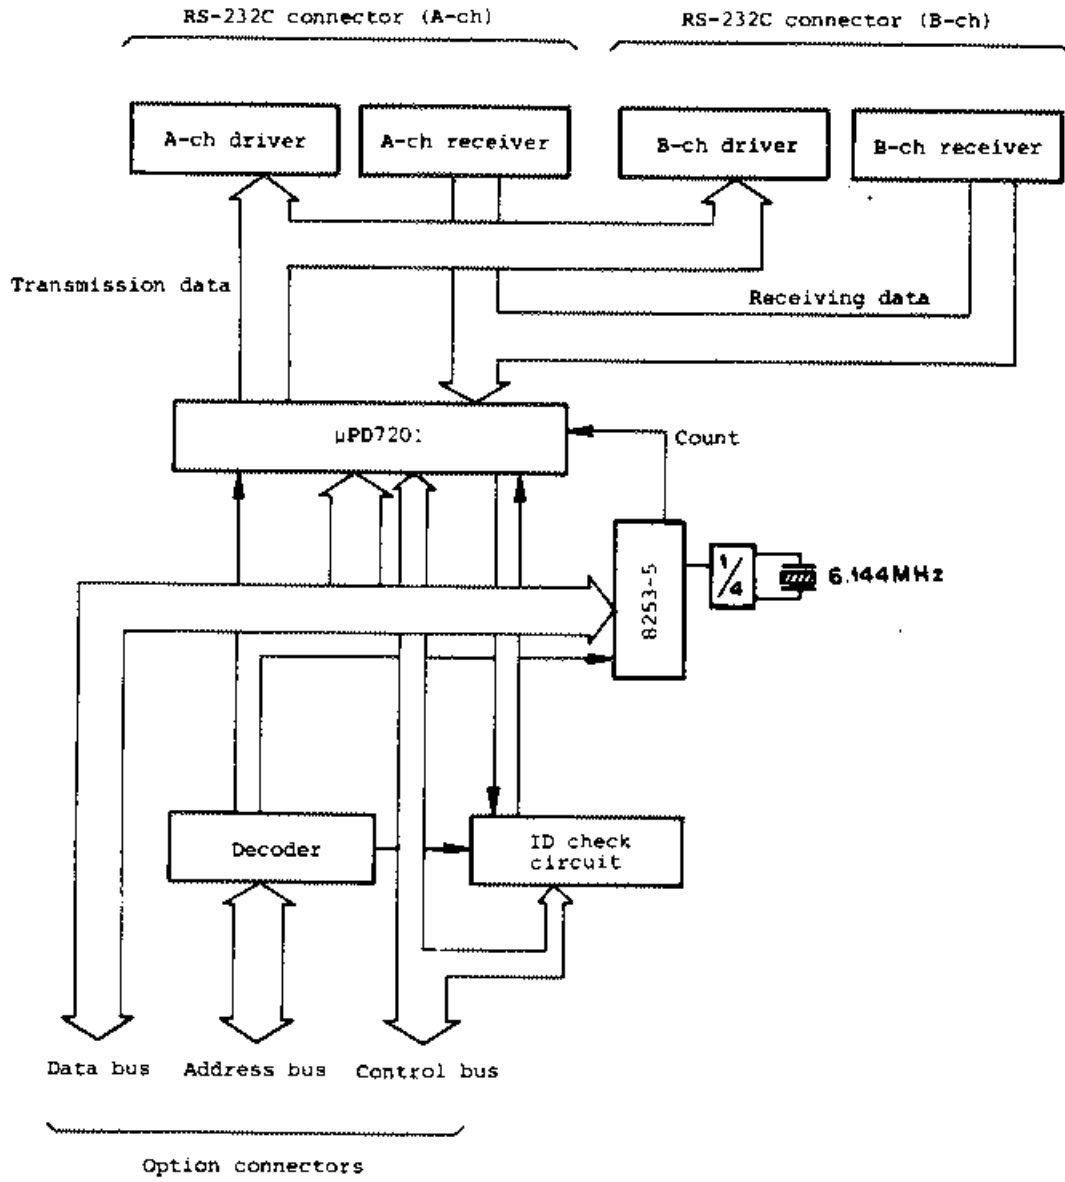 RS-232C connector (A-ch)
RS-232C connector (B-ch)
A-ch driver
A-ch receiver
B-ch driver
B-ch receiver
Transmission data
Receiving data
μPD7201
Count
8253-5
1/4
6.144MHz
Decoder
ID check
circuit
Data bus
Address bus
Control bus
Option connectors